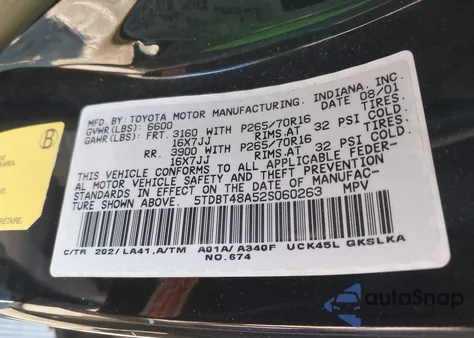 MFD. BY: TOYOTA MOTOR MANUFACTURING. INDIANA, INC.
GVWR(LBS): 6600 DATE 08/01
GAWR(LBS): FRT. 3160 WITH P265/70R16 TIRES.
16X7JJ RIMS.AT 32 PSI COLD.
RR. 3900 WITH P265/70R16 TIRES.
16X7JJ RIMS.AT 32 PSI COLD.
THIS VEHICLE CONFORMS TO ALL APPLICABLE FEDER-
AL MOTOR VEHICLE SAFETY AND THEFT PREVENTION
STANDARDS IN EFFECT ON THE DATE OF MANUFAC-
TURE SHOWN ABOVE. 5TDBT48A52S060263 MPV
C/TR 202/LA41,A/TM A01A/A340F UCK45L GKSLKA
NO.674
B
autoSnap